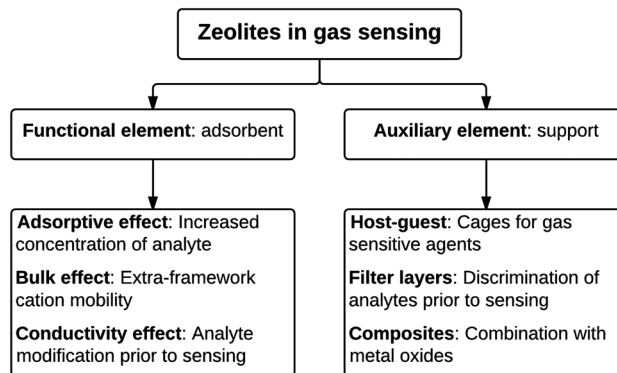 Zeolites in gas sensing
Functional element: adsorbent
Auxiliary element: support
Adsorptive effect: Increased
concentration of analyte
Bulk effect: Extra-framework
cation mobility
Conductivity effect: Analyte
modification prior to sensing
Host-guest: Cages for gas
sensitive agents
Filter layers: Discrimination of
analytes prior to sensing
Composites: Combination with
metal oxides